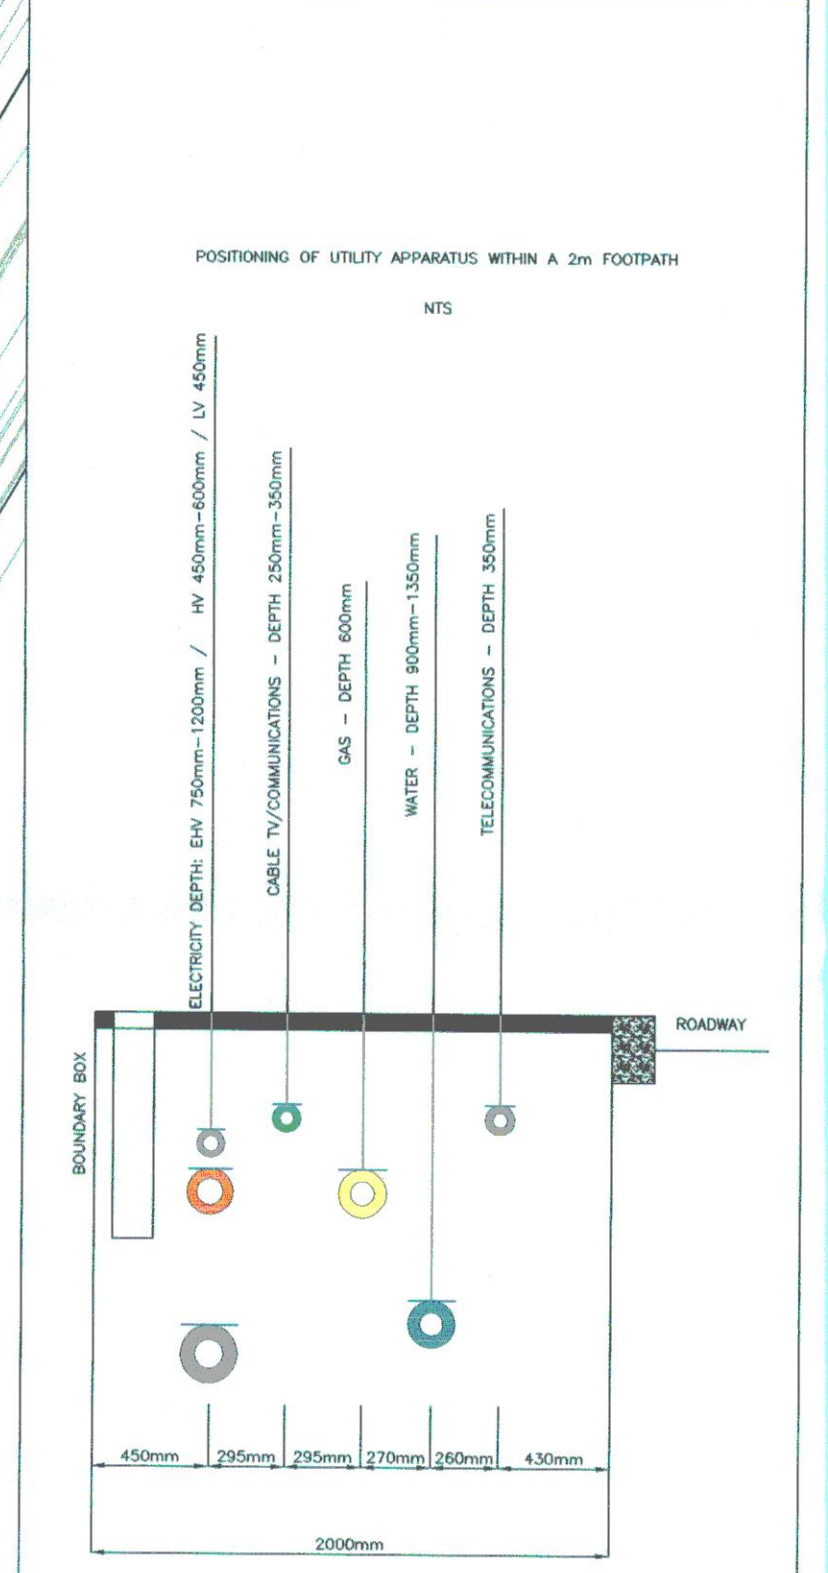 POSITIONING OF UTILITY APPARATUS WITHIN A 2m FOOTPATH
NTS
ELECTRICITY DEPTH: EHV 750mm-1200mm / HV 450mm-600mm / LV 450mm
CABLE TV/COMMUNICATIONS - DEPTH 250mm-350mm
GAS - DEPTH 600mm
WATER - DEPTH 900mm-1350mm
TELECOMMUNICATIONS - DEPTH 350mm
BOUNDARY BOX
ROADWAY
450mm 295mm 295mm 270mm 260mm 430mm
2000mm